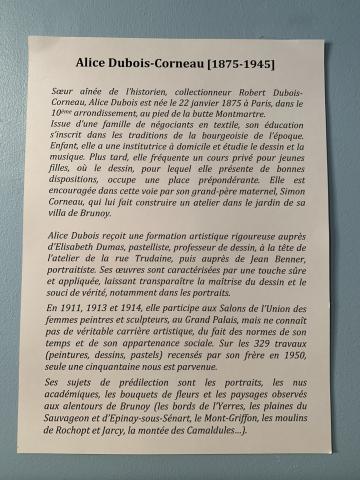 Alice Dubois-Corneau [1875-1945]
Sœur aînée de l'historien, collectionneur Robert Dubois-
Corneau, Alice Dubois est née le 22 janvier 1875 à Paris, dans le
10ème arrondissement, au pied de la butte Montmartre.
Issue d'une famille de négociants en textile, son éducation
s'inscrit dans les traditions de la bourgeoisie de l'époque.
Enfant, elle a une institutrice à domicile et étudie le dessin et la
musique. Plus tard, elle fréquente un cours privé pour jeunes
filles, où le dessin, pour lequel elle présente de bonnes
dispositions, occupe une place prépondérante. Elle est
encouragée dans cette voie par son grand-père maternel, Simon
Corneau, qui lui fait construire un atelier dans le jardin de sa
villa de Brunoy.
Alice Dubois reçoit une formation artistique rigoureuse auprès
d'Elisabeth Dumas, pastelliste, professeur de dessin, à la tête de
l'atelier de la rue Trudaine, puis auprès de Jean Benner,
portraitiste. Ses œuvres sont caractérisées par une touche sûre
et appliquée, laissant transparaître la maîtrise du dessin et le
souci de vérité, notamment dans les portraits.
En 1911, 1913 et 1914, elle participe aux Salons de l'Union des
femmes peintres et sculpteurs, au Grand Palais, mais ne connaît
pas de véritable carrière artistique, du fait des normes de son
temps et de son appartenance sociale. Sur les 329 travaux
(peintures, dessins, pastels) recensés par son frère en 1950,
seule une cinquantaine nous est parvenue.
Ses sujets de prédilection sont les portraits, les nus
académiques, les bouquets de fleurs et les paysages observés
aux alentours de Brunoy (les bords de l'Yerres, les plaines du
Sauvageon et d'Epinay-sous-Sénart, le Mont-Griffon, les moulins
de Rochopt et Jarcy, la montée des Camaldules...).